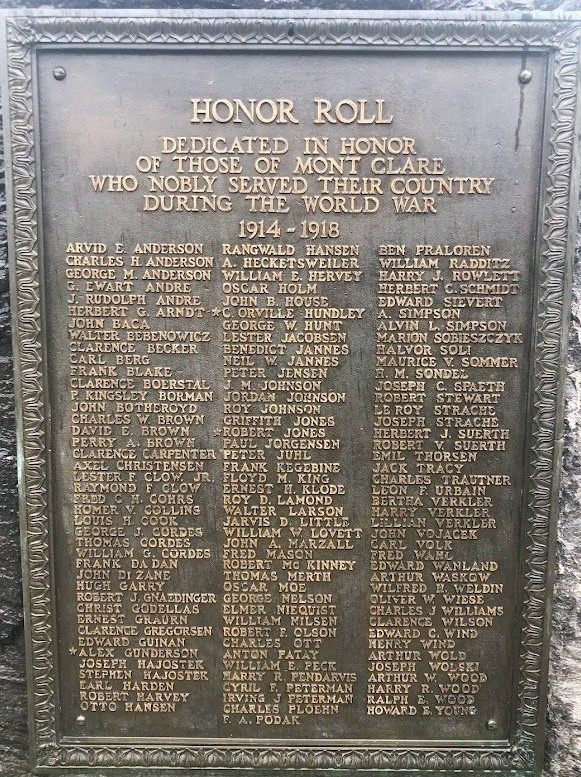 HONOR ROLL
DEDICATED IN HONOR
OF THOSE OF MONT CLARE
WHO NOBLY SERVED THEIR COUNTRY
DURING THE WORLD WAR
1914-1918
ARVID E. ANDERSON
CHARLES H. ANDERSON
GEORGE M. ANDERSON
G. EWART ANDRE
J. RUDOLPH ANDRE
HERBERT G. ARNDT
JOHN BACA
WALTER BEBENOWICZ
CLARENCE BECKER
CARL BERG
FRANK BLAKE
CLARENCE BOERSTAL
P. KINGSLEY BORMAN
JOHN BOTHEROYD
CHARLES W. BROWN
DAVID E. BROWN
PERRY A. BROWN
CLARENCE CARPENTER
AXEL CHRISTENSEN
LESTER F. CLOW, JR.
RAYMOND F. CLOW
FRED C. H. COHRS
HOMER V. COLLINS
LOUIS H. COOK
GEORGE J. CORDES
THOMAS CORDES
WILLIAM G. CORDES
FRANK DA DAN
JOHN DI ZANE
HUGH GARRY
ROBERT J. GNAEDINGER
CHRIST GODELLAS
ERNEST GRAURN
CLARENCE GREGORSEN
EDWARD GUINAN
*ALEX GUNDERSON
JOSEPH HAJOSTEK
STEPHEN HAJOSTEK
EARL HARDEN
ROBERT HARVEY
OTTO HANSEN
RANGWALD HANSEN
A. HECKETSWEILER
WILLIAM E. HERVEY
OSCAR HOLM
JOHN B. HOUSE
*C. ORVILLE HUNDLEY
GEORGE W. HUNT
LESTER JACOBSEN
BENEDICT JANNES
NEIL W. JANNES
PETER JENSEN
J. M. JOHNSON
JORDAN JOHNSON
ROY JOHNSON
GRIFFITH JONES
*ROBERT JONES
PAUL JORGENSEN
PETER JUHL
FRANK KEGEBINE
FLOYD M. KING
ERNEST H. KLODE
ROY D LAMOND
WALTER LARSON
JARVIS D. LITTLE
WILLIAM W. LOVETT
JOHN A. MARZALL
FRED MASON
ROBERT MC KINNEY
THOMAS MERTH
OSCAR MOE
GEORGE NELSON
ELMER NIEQUIST
WILLIAM NILSEN
ROBERT F. OLSON
CHARLES OTT
ANTON PATLAK
WILLIAM E. PECK
HARRY R. PENDARVIS
CYRIL F. PETERMAN
IRVING J PETERMAN
CHARLES PLOEHN
F. A. PODAK
BEN PRALOREN
WILLIAM RADDITZ
HARRY J. ROWLETT
HERBERT C. SCHMIDT
EDWARD SIEVERT
A. SIMPSON
ALVIN L. SIMPSON
MARION SOBIESZCZYK
HALVOR SOLI
MAURICE V. SOMMER
M. M. SONDEL
JOSEPH C. SPAETH
ROBERT STEWART
LE ROY STRACHE
JOSEPH STRACHE
HERBERT J. SUERTH
ROBERT V. SUERTH
EMIL THORSEN
JACK TRACY
CHARLES TRAUTNER
LEON F. URBAIN
BERTHA VERKLER
HARRY VERKLER
LILLIAN VERKLER
JOHN VOJACEK
CARL VOLK
FRED WAHL
EDWARD WANLAND
ARTHUR WASKOW
WILFRED H. WELDIN
OLIVER W. WIESE
CHARLES J WILLIAMS
CLARENCE WILSON
EDWARD C. WIND
HENRY WIND
ARTHUR WOLD
JOSEPH WOLSKI
ARTHUR W. WOOD
HARRY R. WOOD
RALPH E. WOOD
HOWARD E. YOUNG